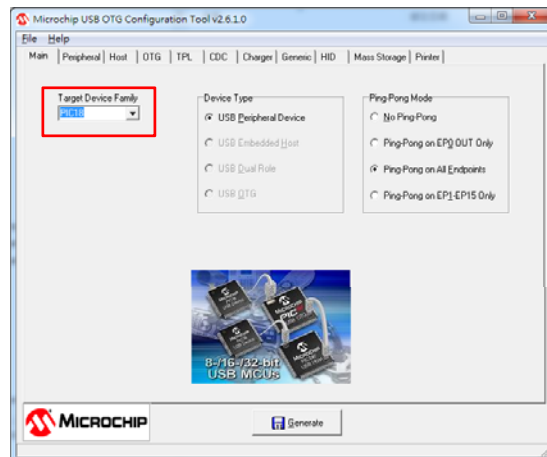 Microchip USB OTG Configuration Tool v2.6.1.0
File Help
Main Peripheral Host OTG TPL CDC Charger Generic HID Mass Storage Printer
Target Device Family
PIC18
Device Type
USB Peripheral Device
USB Embedded Host
USB Dual Role
USB OTG
Ping-Pong Mode
No Ping-Pong
Ping-Pong on EP0 OUT Only
Ping-Pong on All Endpoints
Ping-Pong on EP1-EP15 Only
8-/16-/32-bit
USB MCUs
MICROCHIP
Generate